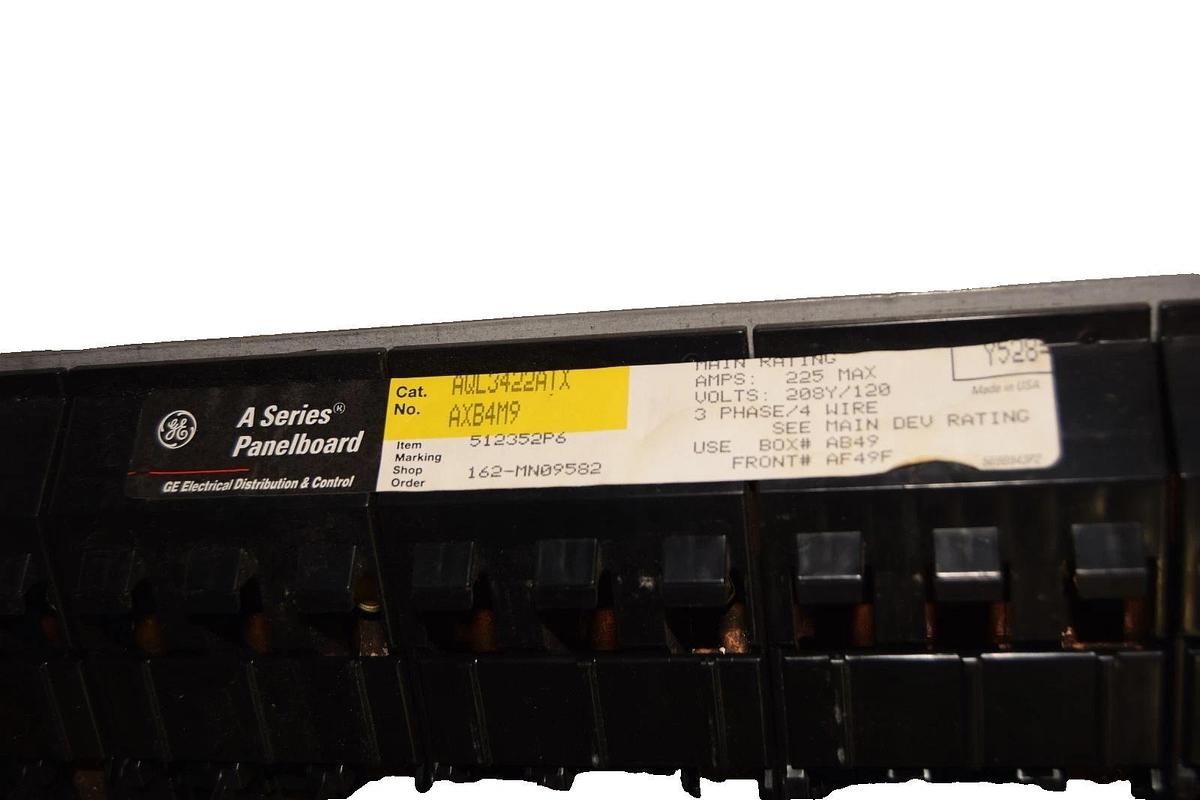 GE
A Series®
Panelboard
GE Electrical Distribution & Control
Cat. AQL3422ATX
No. AXB4M9
Item 512352P6
Marking
Shop 162-MN09582
Order
MAIN RATING
AMPS: 225 MAX
VOLTS: 208Y/120
3 PHASE/4 WIRE
SEE MAIN DEV RATING
USE BOX# AB49
FRONT# AF49F
Y528
Made in USA